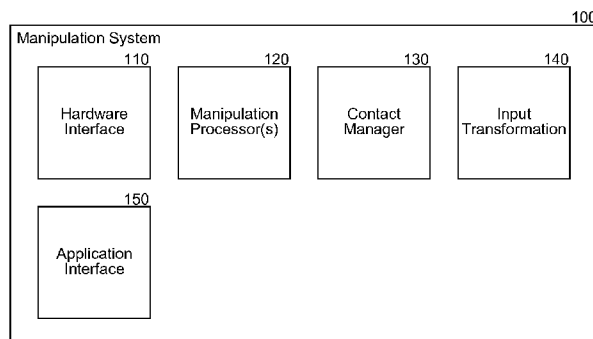 100
Manipulation System
110
120
130
140
Hardware
Interface
Manipulation
Processor(s)
Contact
Manager
Input
Transformation
150
Application
Interface